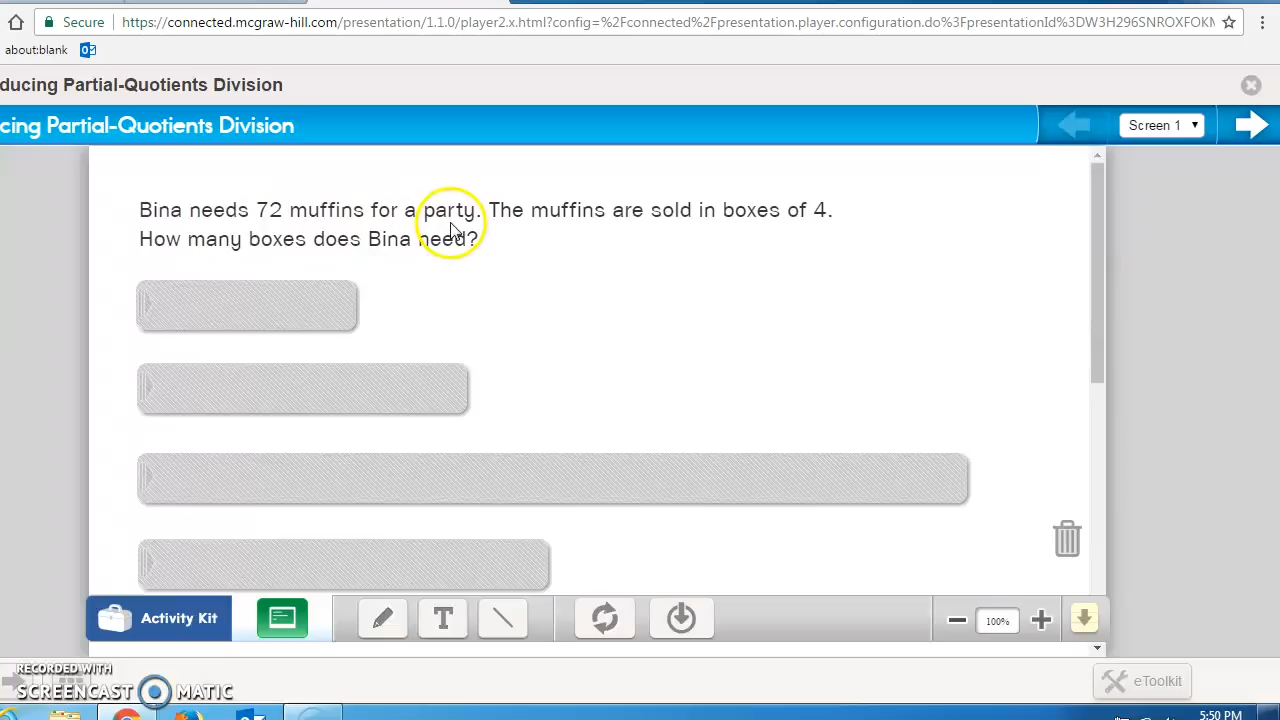 Secure
https://connected.mcgraw-hill.com/presentation/1.1.0/player2.x.html?config=%2Fconnected%2Fpresentation.player.configuration.do%3FpresentationId%3DW3H296SNROXFOKM
about:blank
ducing Partial-Quotients Division
cing Partial-Quotients Division
Screen 1
Bina needs 72 muffins for a party. The muffins are sold in boxes of 4.
How many boxes does Bina need?
Activity Kit
T
100%
RECORDED WITH
SCREENCAST MATIC
eToolkit
5:50 PM